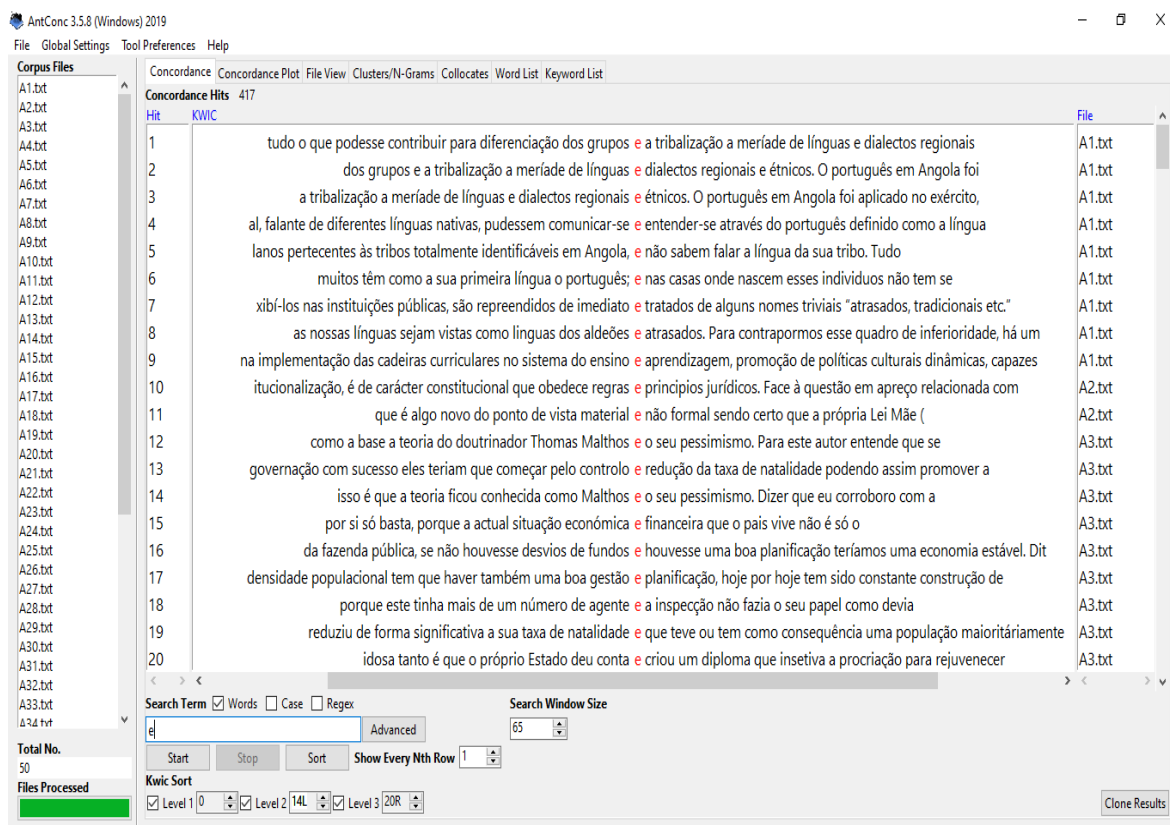 AntConc 3.5.8 (Windows) 2019
File Global Settings Tool Preferences Help
Corpus Files
A1.txt
A2.txt
A3.txt
A4.txt
A5.txt
A6.txt
A7.txt
A8.txt
A9.txt
A10.txt
A11.txt
A12.txt
A13.txt
A14.txt
A15.txt
A16.txt
A17.txt
A18.txt
A19.txt
A20.txt
A21.txt
A22.txt
A23.txt
A24.txt
A25.txt
A26.txt
A27.txt
A28.txt
A29.txt
A30.txt
A31.txt
A32.txt
A33.txt
A34.txt
Total No.
50
Files Processed
Concordance Concordance Plot File View Clusters/N-Grams Collocates Word List Keyword List
Concordance Hits 417
Hit KWIC File
1 tudo o que podesse contribuir para diferenciação dos grupos e a tribalização a meríade de línguas e dialectos regionais A1.txt
2 dos grupos e a tribalização a meríade de línguas e dialectos regionais e étnicos. O português em Angola foi A1.txt
3 a tribalização a meríade de línguas e dialectos regionais e étnicos. O português em Angola foi aplicado no exército, A1.txt
4 al, falante de diferentes línguas nativas, pudessem comunicar-se e entender-se através do português definido como a língua A1.txt
5 lanos pertecentes às tribos totalmente identificáveis em Angola, e não sabem falar a língua da sua tribo. Tudo A1.txt
6 muitos têm como a sua primeira língua o português; e nas casas onde nascem esses individuos não tem se A1.txt
7 xibí-los nas instituições públicas, são repreendidos de imediato e tratados de alguns nomes triviais “atrasados, tradicionais etc.” A1.txt
8 as nossas línguas sejam vistas como linguas dos aldeões e atrasados. Para contrapormos esse quadro de inferioridade, há um A1.txt
9 na implementação das cadeiras curriculares no sistema do ensino e aprendizagem, promoção de políticas culturais dinâmicas, capazes A1.txt
10 itucionalização, é de carácter constitucional que obedece regras e principios jurídicos. Face à questão em apreço relacionada com A2.txt
11 que é algo novo do ponto de vista material e não formal sendo certo que a própria Lei Mãe ( A2.txt
12 como a base a teoria do doutrinador Thomas Malthos e o seu pessimismo. Para este autor entende que se A3.txt
13 governação com sucesso eles teriam que começar pelo controlo e redução da taxa de natalidade podendo assim promover a A3.txt
14 isso é que a teoria ficou conhecida como Malthos e o seu pessimismo. Dizer que eu corroboro com a A3.txt
15 por si só basta, porque a actual situação económica e financeira que o pais vive não é só o A3.txt
16 da fazenda pública, se não houvesse desvios de fundos e houvesse uma boa planificação teríamos uma economia estável. Dit A3.txt
17 densidade populacional tem que haver também uma boa gestão e planificação, hoje por hoje tem sido constante construção de A3.txt
18 porque este tinha mais de um número de agente e a inspecção não fazia o seu papel como devia A3.txt
19 reduziu de forma significativa a sua taxa de natalidade e que teve ou tem como consequência uma população maioritáriamente A3.txt
20 idosa tanto é que o próprio Estado deu conta e criou um diploma que insetiva a procriação para rejuvenecer A3.txt
Search Term Words Case Regex Search Window Size
e Advanced 65
Start Stop Sort Show Every Nth Row 1
Kwic Sort
Level 1 0 Level 2 14L Level 3 20R Clone Results